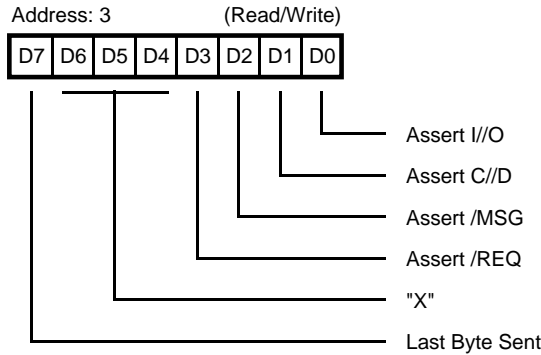 Address: 3 (Read/Write)
D7 D6 D5 D4 D3 D2 D1 D0
Assert I//O
Assert C//D
Assert /MSG
Assert /REQ
"X"
Last Byte Sent